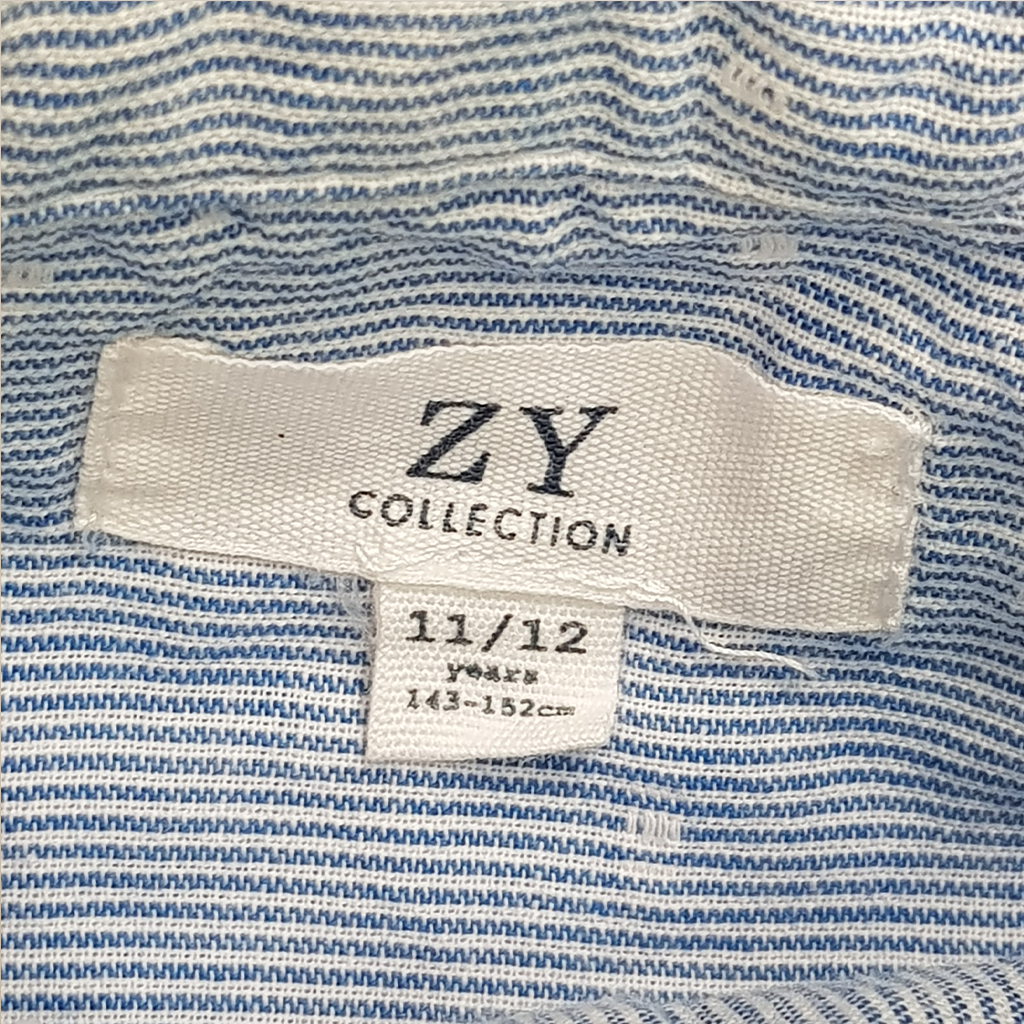 ZY
COLLECTION
11/12
years
143-152cm